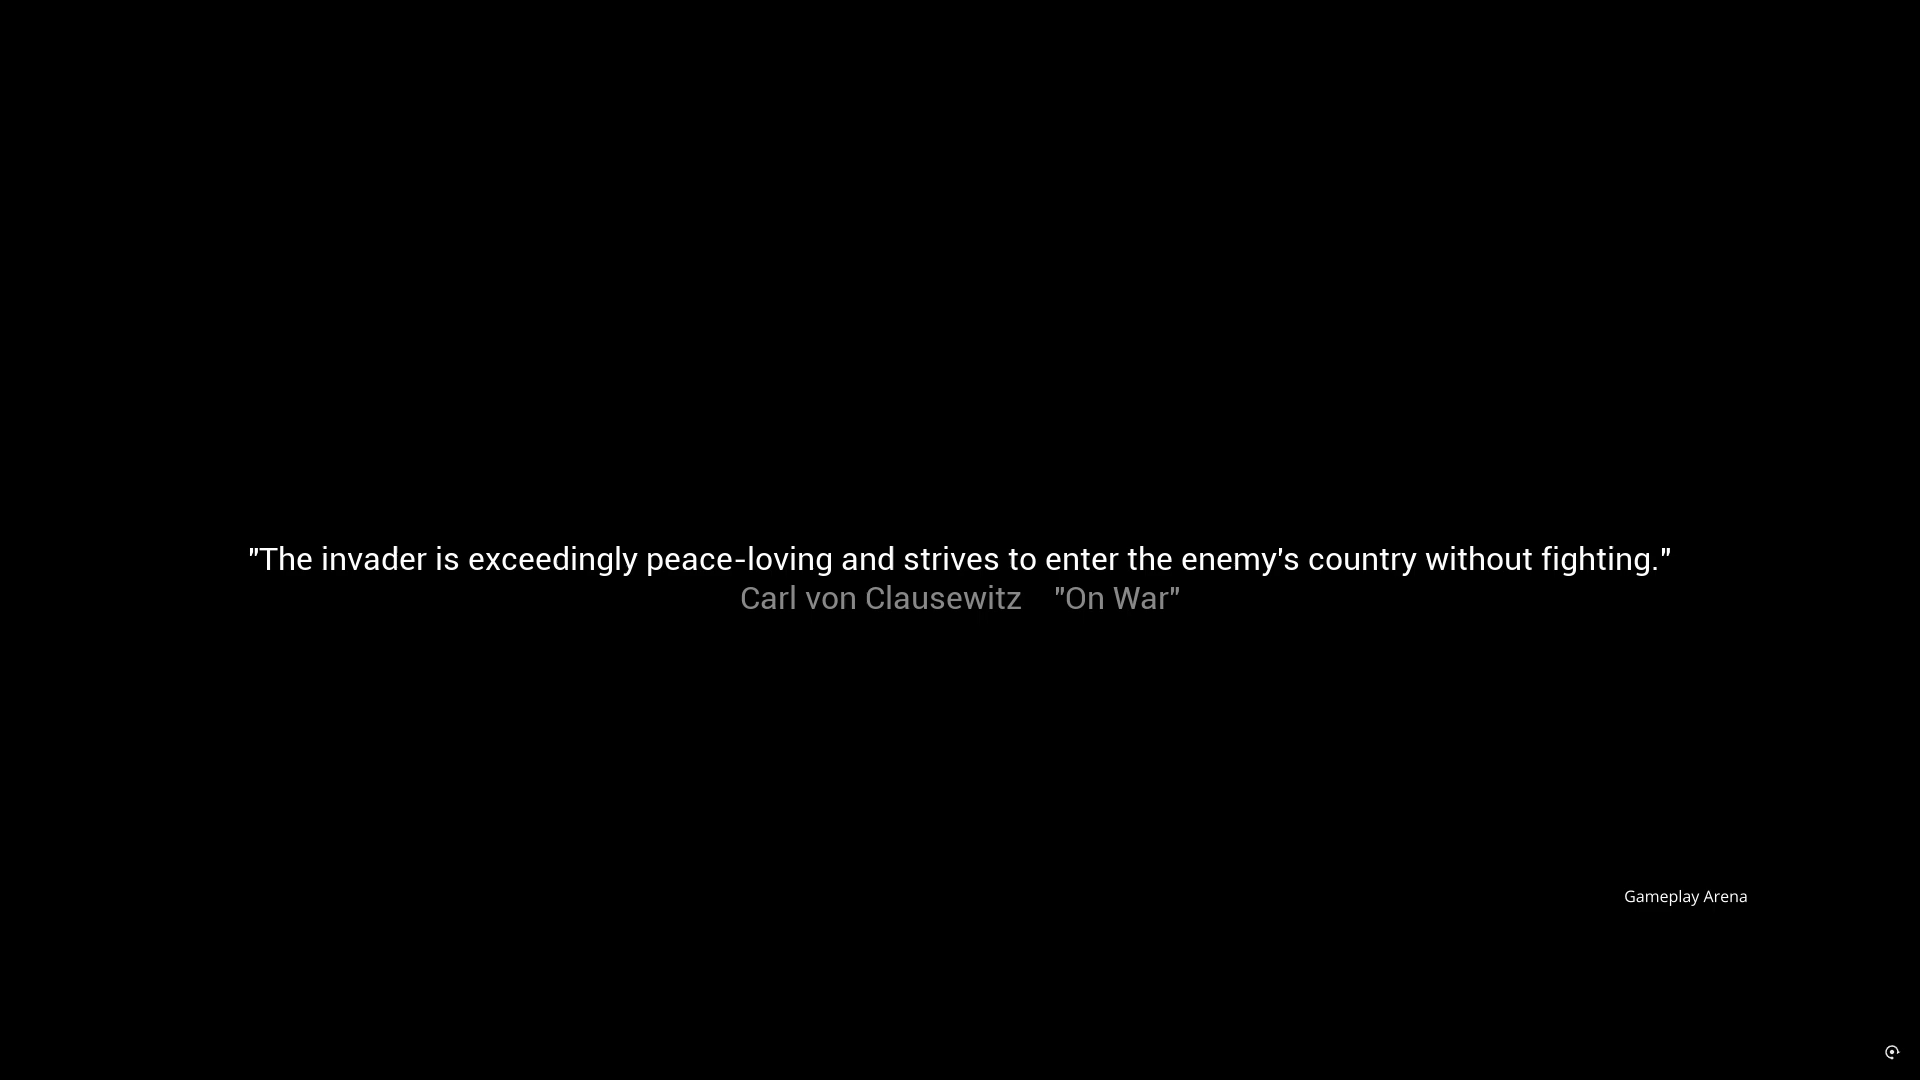 "The invader is exceedingly peace-loving and strives to enter the enemy's country without fighting."
Carl von Clausewitz "On War"
Gameplay Arena